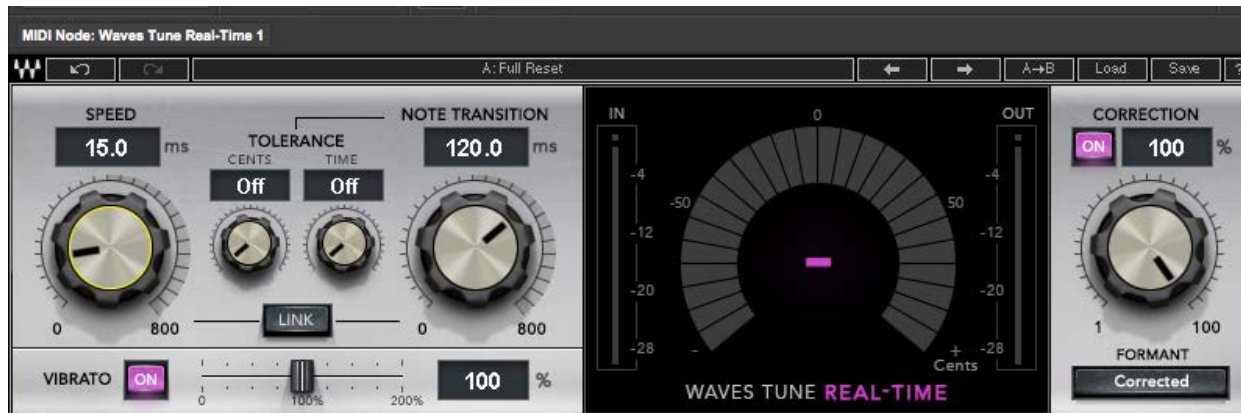 MIDI Node: Waves Tune Real-Time 1
A: Full Reset
A→B
Load
Save
?
SPEED
15.0 ms
0 800
TOLERANCE
CENTS TIME
Off Off
LINK
NOTE TRANSITION
120.0 ms
0 800
VIBRATO ON
0 100% 200%
100 %
IN
-4
-12
-20
-28
0
-50 50
- +
Cents
OUT
-4
-12
-20
-28
WAVES TUNE REAL-TIME
CORRECTION
ON 100 %
1 100
FORMANT
Corrected